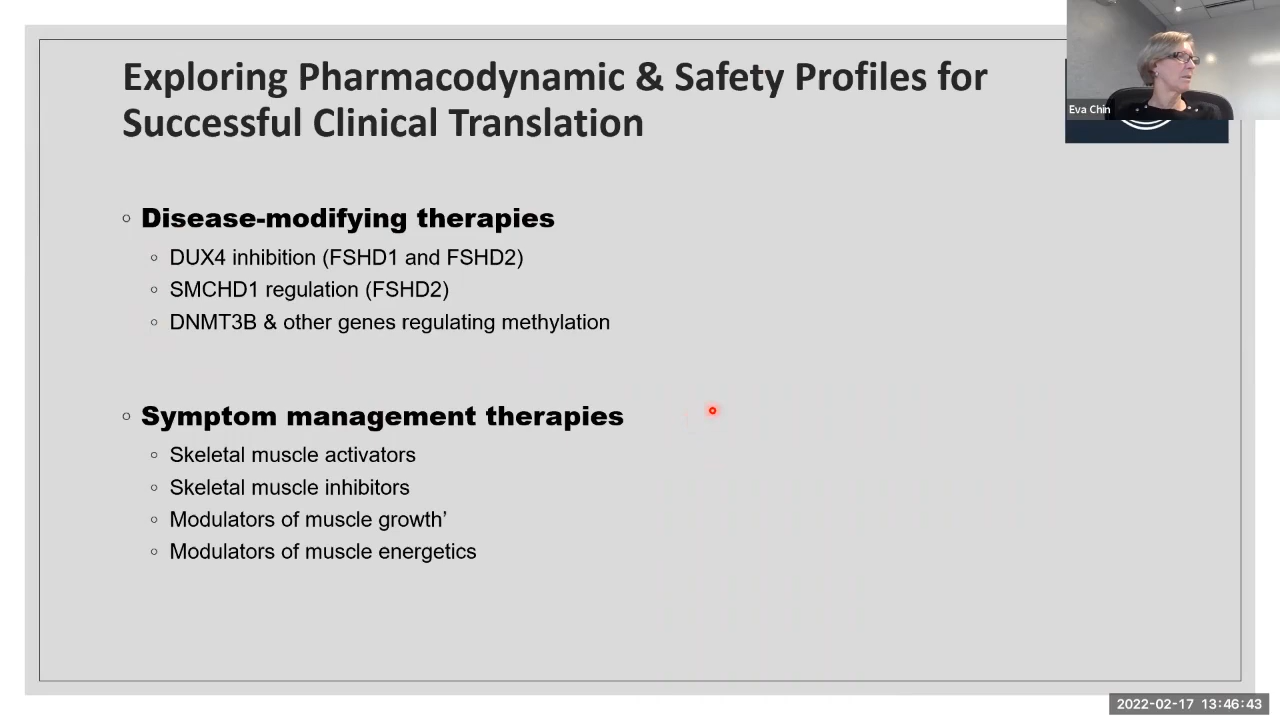 Exploring Pharmacodynamic & Safety Profiles for
Successful Clinical Translation
Eva Chin
◦ Disease-modifying therapies
◦ DUX4 inhibition (FSHD1 and FSHD2)
◦ SMCHD1 regulation (FSHD2)
◦ DNMT3B & other genes regulating methylation
◦ Symptom management therapies
◦ Skeletal muscle activators
◦ Skeletal muscle inhibitors
◦ Modulators of muscle growth’
◦ Modulators of muscle energetics
2022-02-17 13:46:43